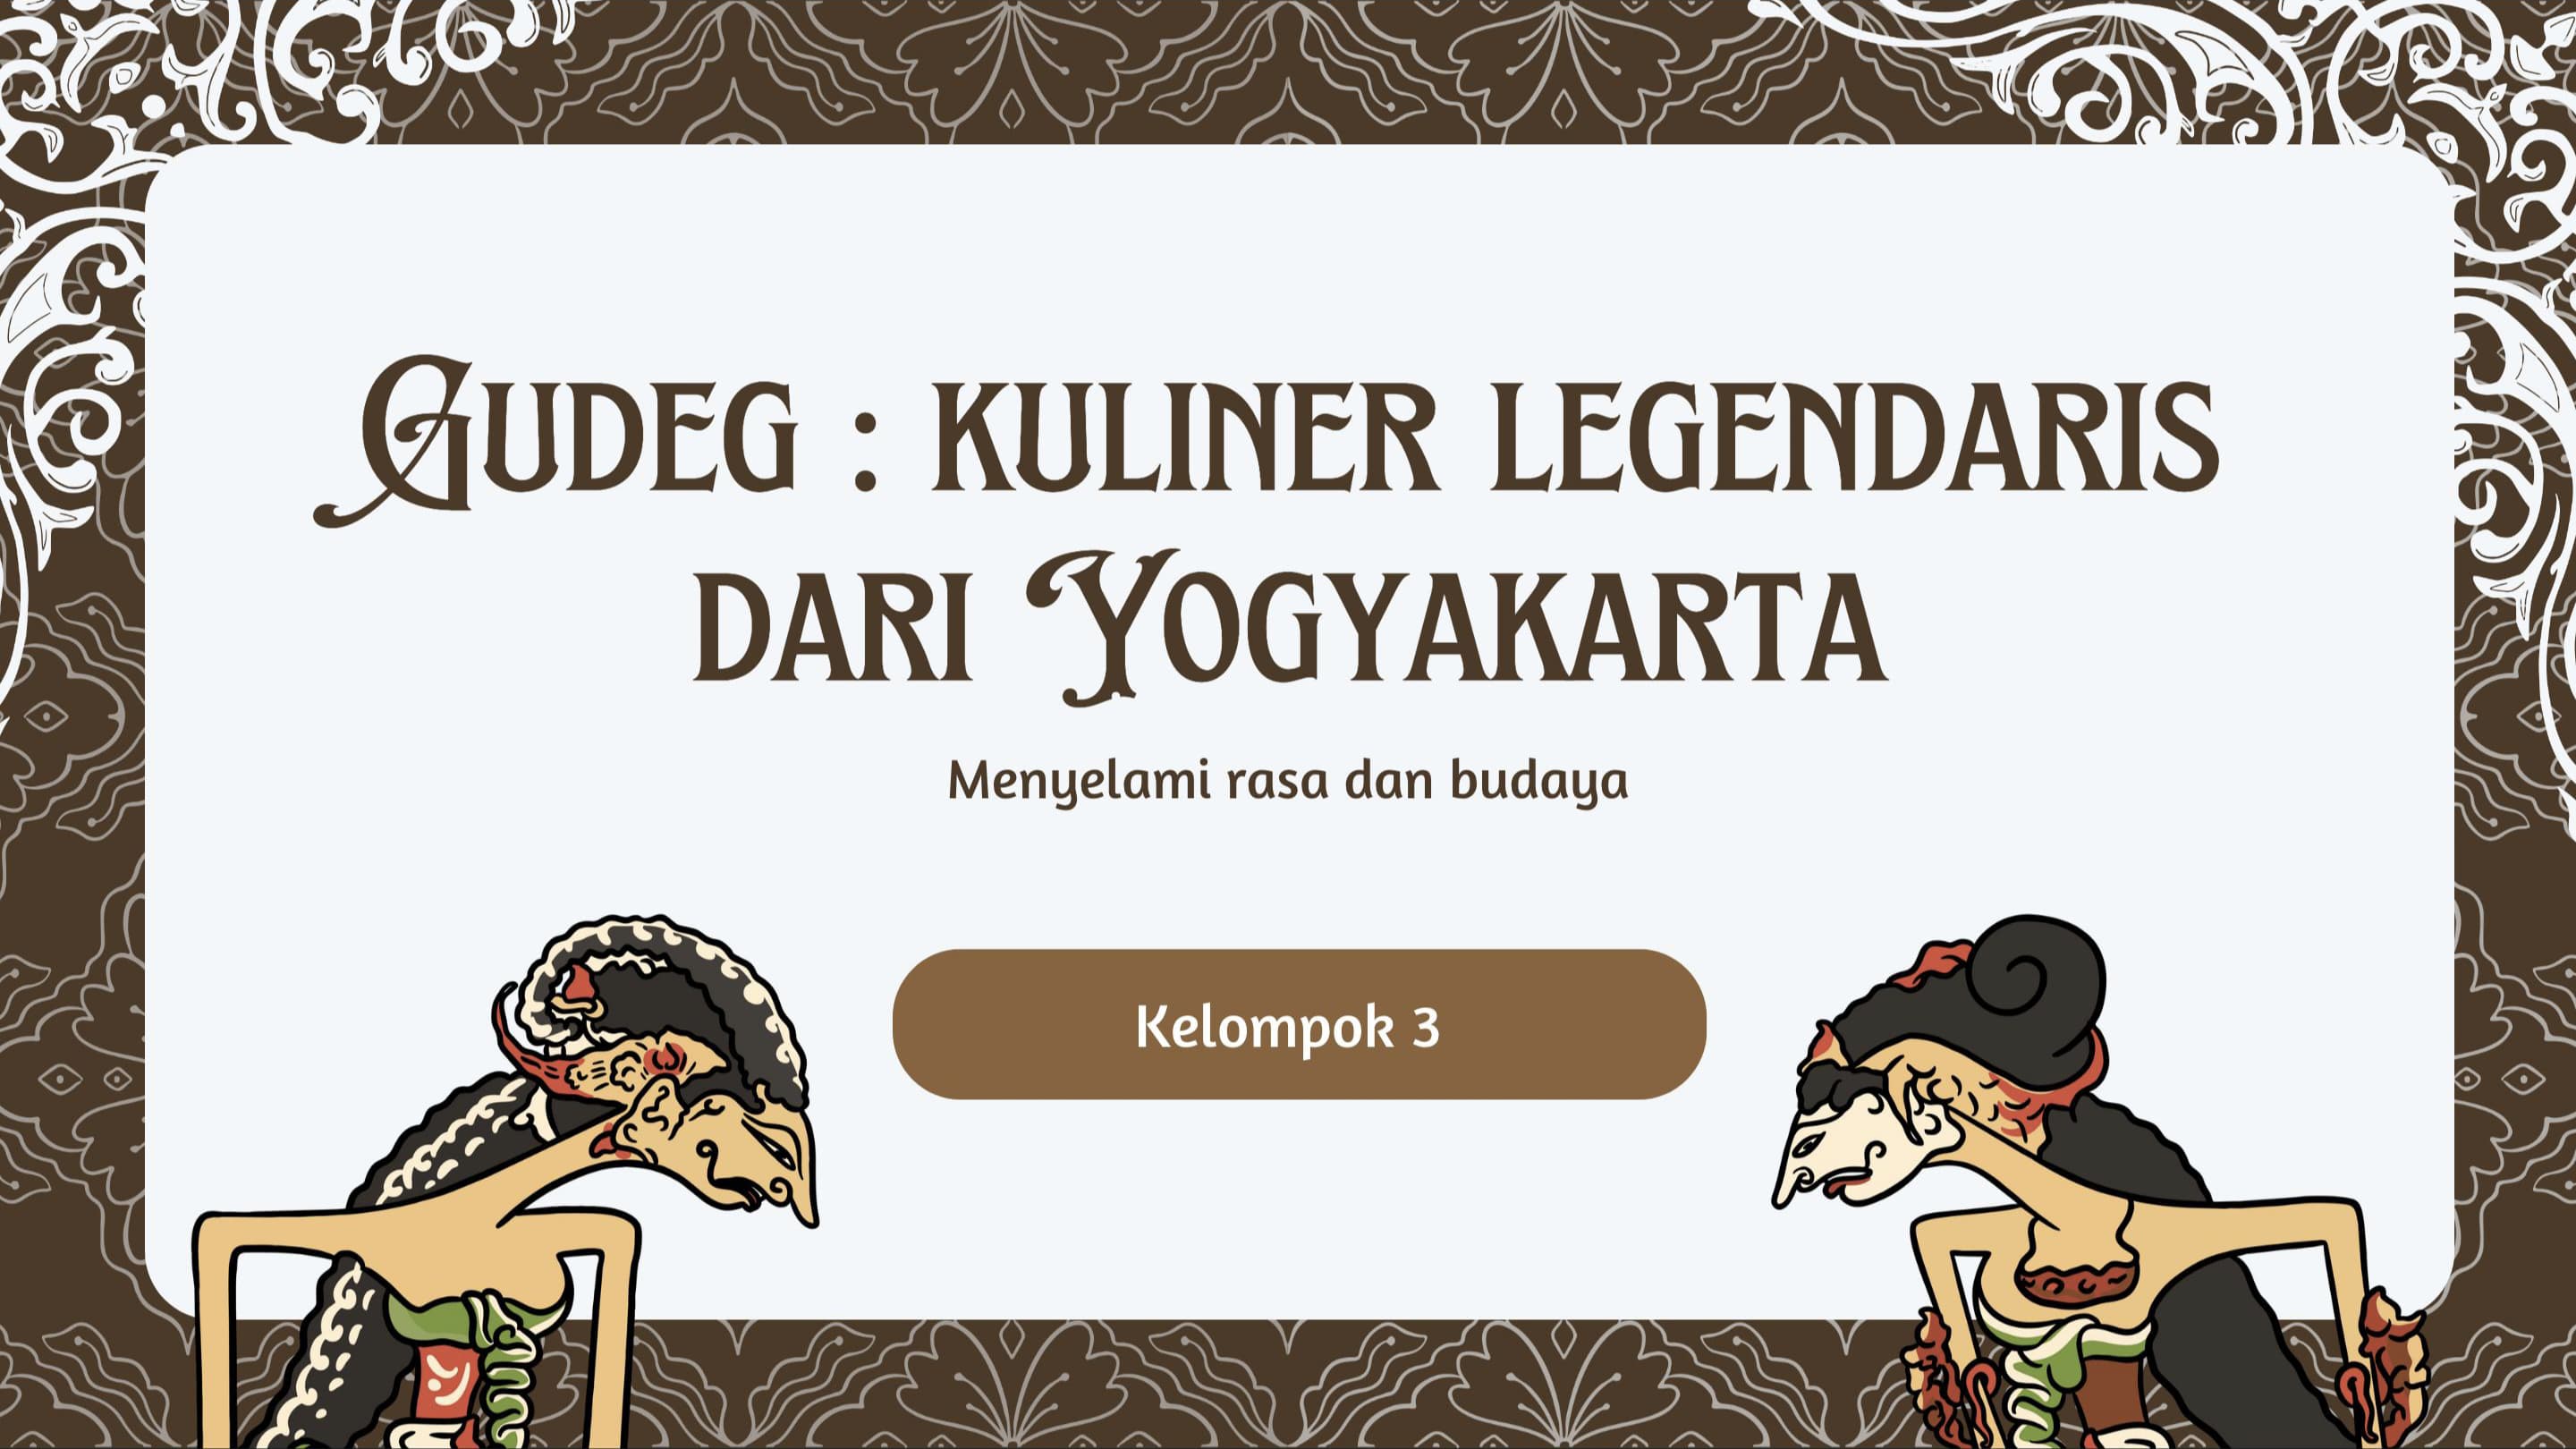 Gudeg : kuliner legendaris
dari Yogyakarta
Menyelami rasa dan budaya
Kelompok 3